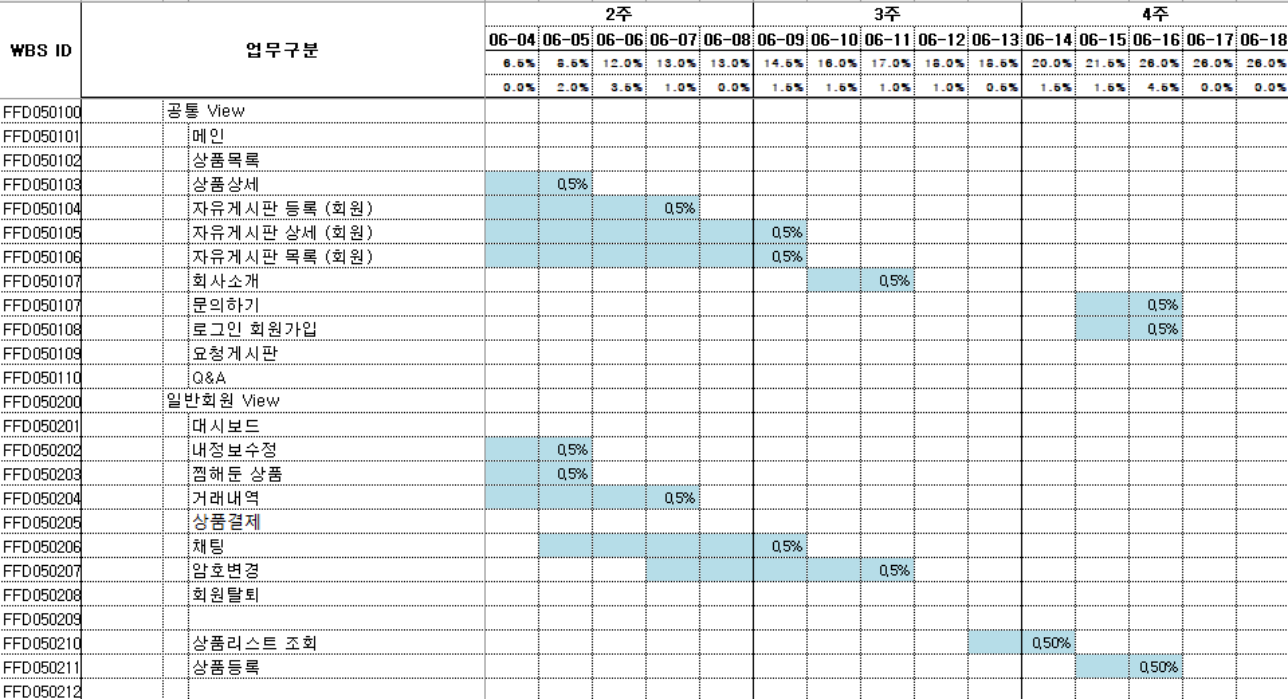 2주 3주 4주
WBS ID 업무구분
06-04 06-05 06-06 06-07 06-08 06-09 06-10 06-11 06-12 06-13 06-14 06-15 06-16 06-17 06-18
6.5% 8.5% 12.0% 13.0% 13.0% 14.5% 16.0% 17.0% 18.0% 18.5% 20.0% 21.5% 26.0% 26.0% 26.0%
0.0% 2.0% 3.5% 1.0% 0.0% 1.5% 1.5% 1.0% 1.0% 0.5% 1.5% 1.5% 4.5% 0.0% 0.0%
FFD050100 공통 View
FFD050101 메인
FFD050102 상품목록
FFD050103 상품상세 0.5%
FFD050104 자유게시판 등록 (회원) 0.5%
FFD050105 자유게시판 상세 (회원) 0.5%
FFD050106 자유게시판 목록 (회원) 0.5%
FFD050107 회사소개 0.5%
FFD050107 문의하기 0.5%
FFD050108 로그인 회원가입 0.5%
FFD050109 요청게시판
FFD050110 Q&A
FFD050200 일반회원 View
FFD050201 대시보드
FFD050202 내정보수정 0.5%
FFD050203 찜해둔 상품 0.5%
FFD050204 거래내역 0.5%
FFD050205 상품결제
FFD050206 채팅 0.5%
FFD050207 암호변경 0.5%
FFD050208 회원탈퇴
FFD050209
FFD050210 상품리스트 조회 0.50%
FFD050211 상품등록 0.50%
FFD050212